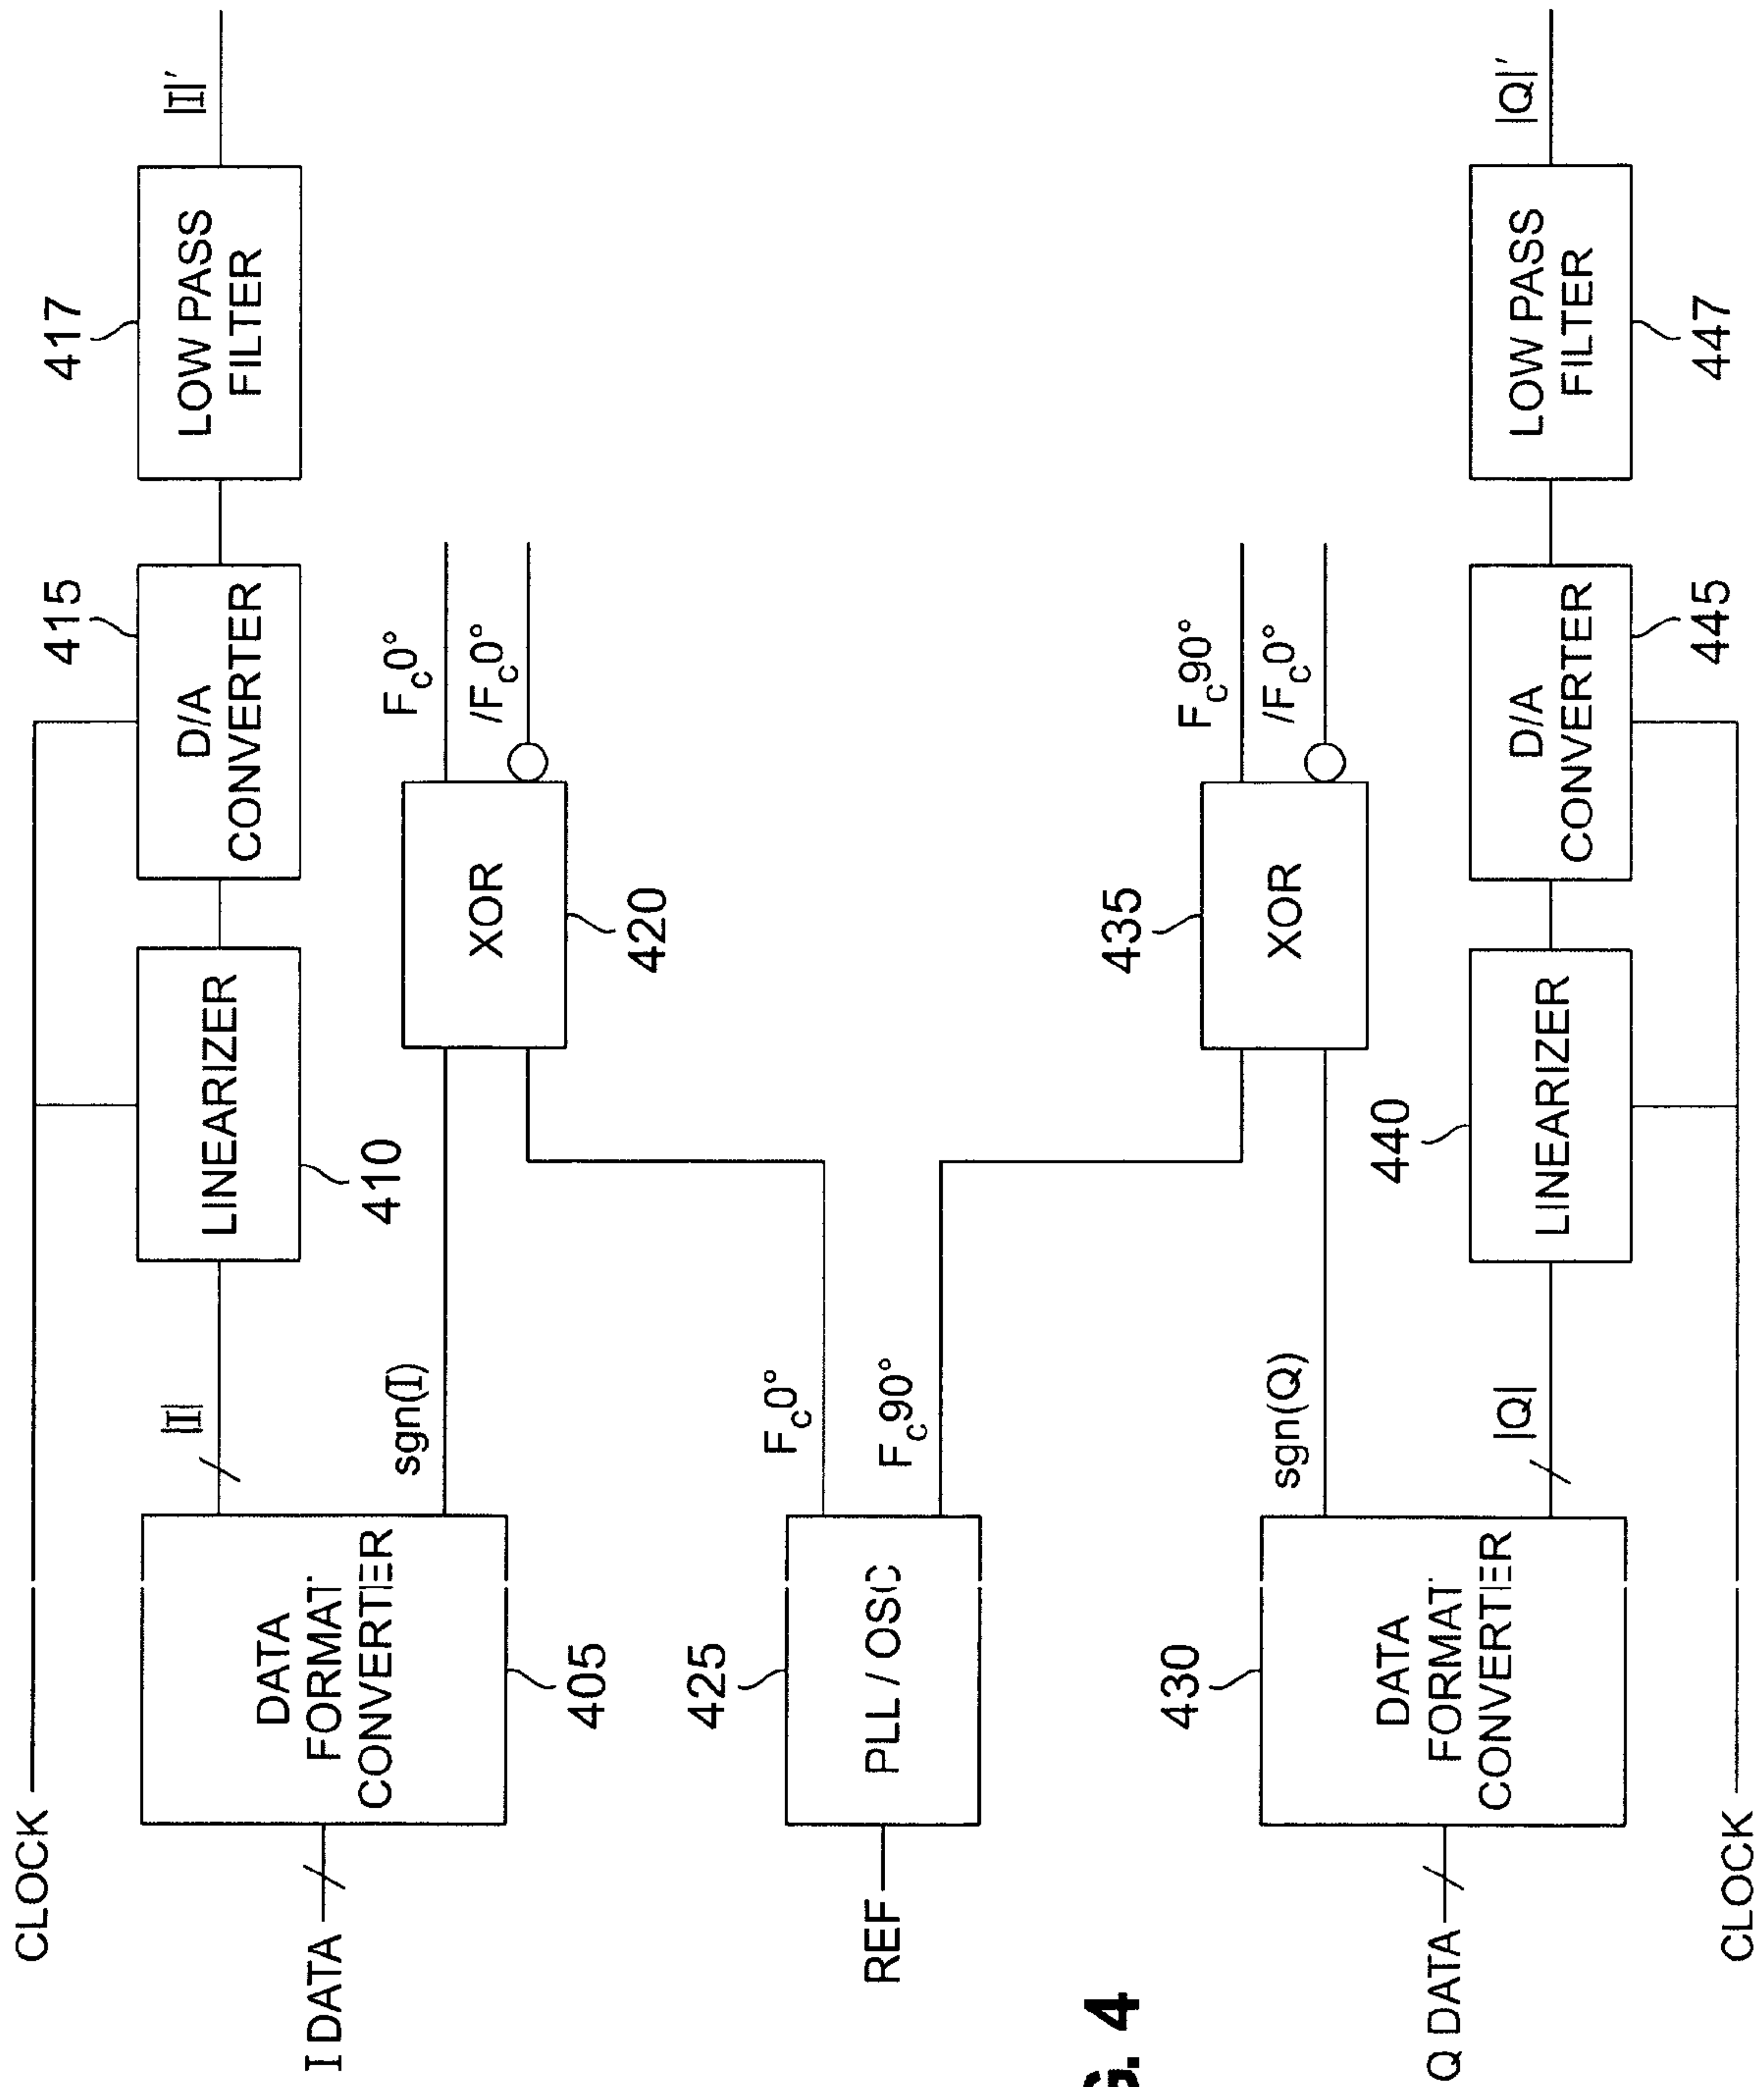 CLOCK
I DATA
DATA
FORMAT
CONVERTER
405
|I|
sgn(I)
LINEARIZER
410
D/A
CONVERTER
415
LOW PASS
FILTER
417
|I|′
XOR
420
F_c0°
/F_c0°
REF
PLL / OSC
425
F_c0°
F_c90°
XOR
435
F_c90°
/F_c0°
Q DATA
DATA
FORMAT
CONVERTER
430
sgn(Q)
|Q|
LINEARIZER
440
D/A
CONVERTER
445
LOW PASS
FILTER
447
|Q|′
CLOCK
G. 4